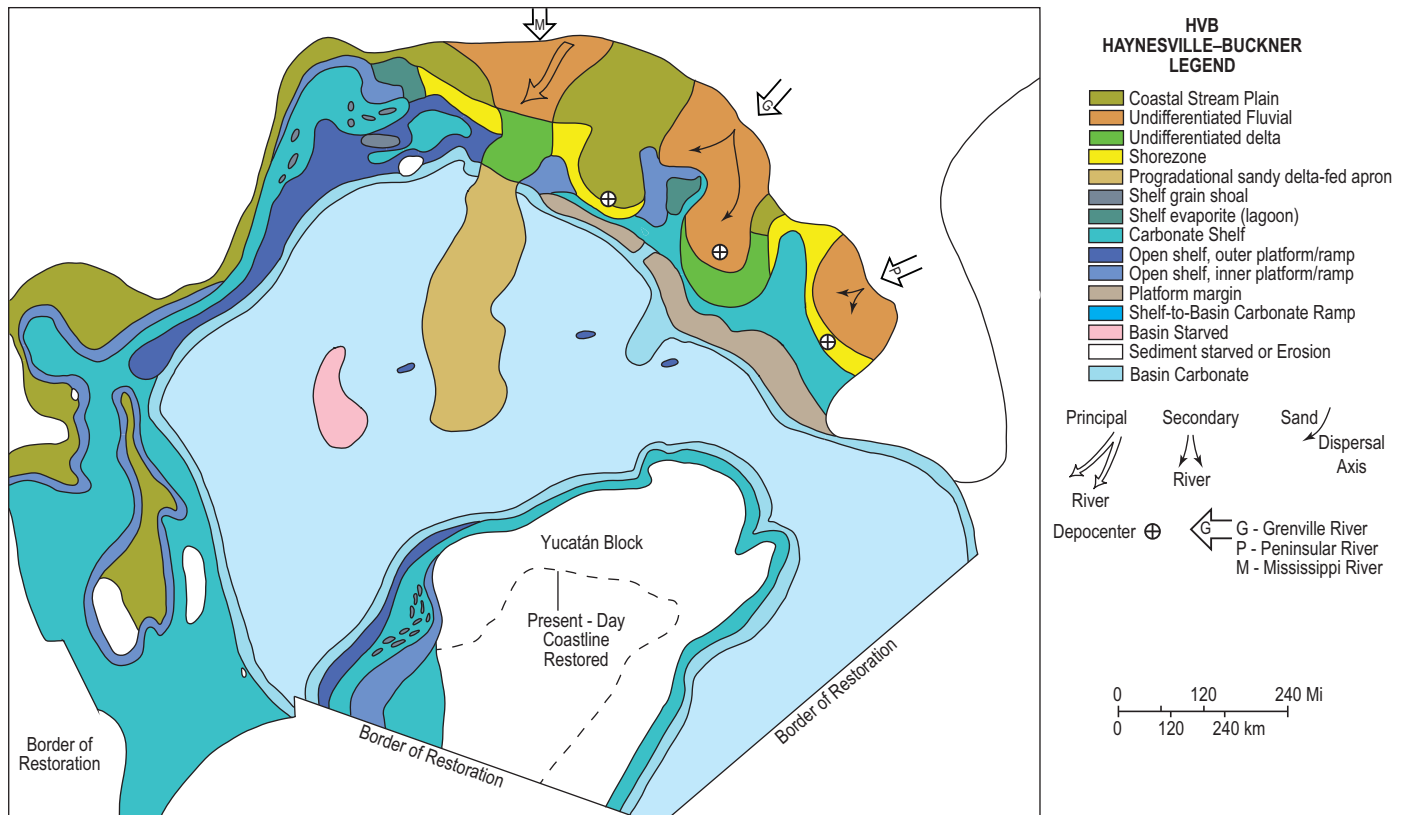 M
G
P
Yucatán Block
Present - Day
Coastline
Restored
Border of
Restoration
Border of Restoration
Border of Restoration
HVB
HAYNESVILLE–BUCKNER
LEGEND
Coastal Stream Plain
Undifferentiated Fluvial
Undifferentiated delta
Shorezone
Progradational sandy delta-fed apron
Shelf grain shoal
Shelf evaporite (lagoon)
Carbonate Shelf
Open shelf, outer platform/ramp
Open shelf, inner platform/ramp
Platform margin
Shelf-to-Basin Carbonate Ramp
Basin Starved
Sediment starved or Erosion
Basin Carbonate
Principal
River
Secondary
River
Sand
Dispersal
Axis
Depocenter
G
G - Grenville River
P - Peninsular River
M - Mississippi River
0 120 240 Mi
0 120 240 km